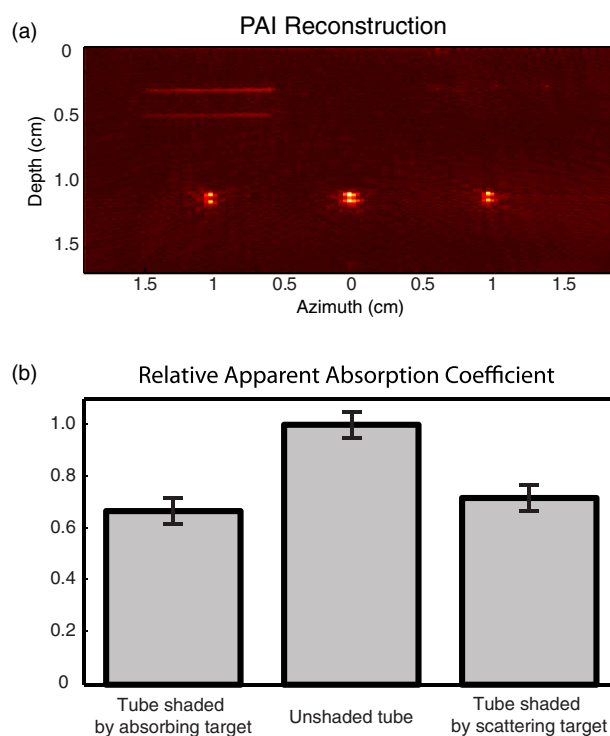 (a)
PAI Reconstruction
0
0.5
1.0
1.5
Depth (cm)
1.5 1 0.5 0 0.5 1 1.5
Azimuth (cm)
(b)
Relative Apparent Absorption Coefficient
1.0
0.8
0.6
0.4
0.2
0
Tube shaded
by absorbing target
Unshaded tube
Tube shaded
by scattering target